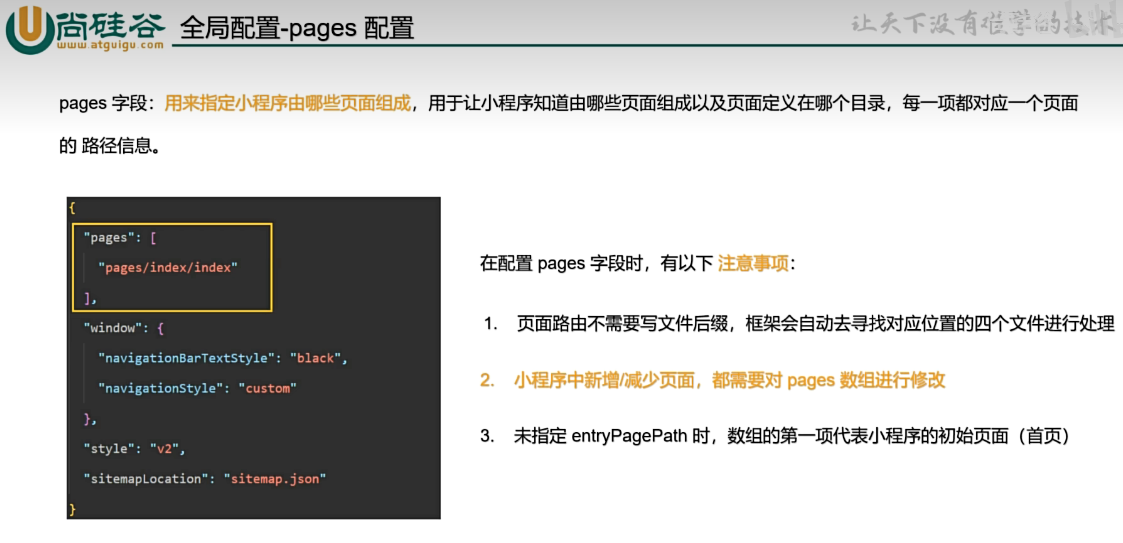 尚硅谷
www.atguigu.com
全局配置-pages 配置
让天下没有难学的技术
pages 字段：用来指定小程序由哪些页面组成，用于让小程序知道由哪些页面组成以及页面定义在哪个目录，每一项都对应一个页面
的 路径信息。
{
"pages": [
"pages/index/index"
],
"window": {
"navigationBarTextStyle": "black",
"navigationStyle": "custom"
},
"style": "v2",
"sitemapLocation": "sitemap.json"
}
在配置 pages 字段时，有以下 注意事项：
1. 页面路由不需要写文件后缀，框架会自动去寻找对应位置的四个文件进行处理
2. 小程序中新增/减少页面，都需要对 pages 数组进行修改
3. 未指定 entryPagePath 时，数组的第一项代表小程序的初始页面（首页）